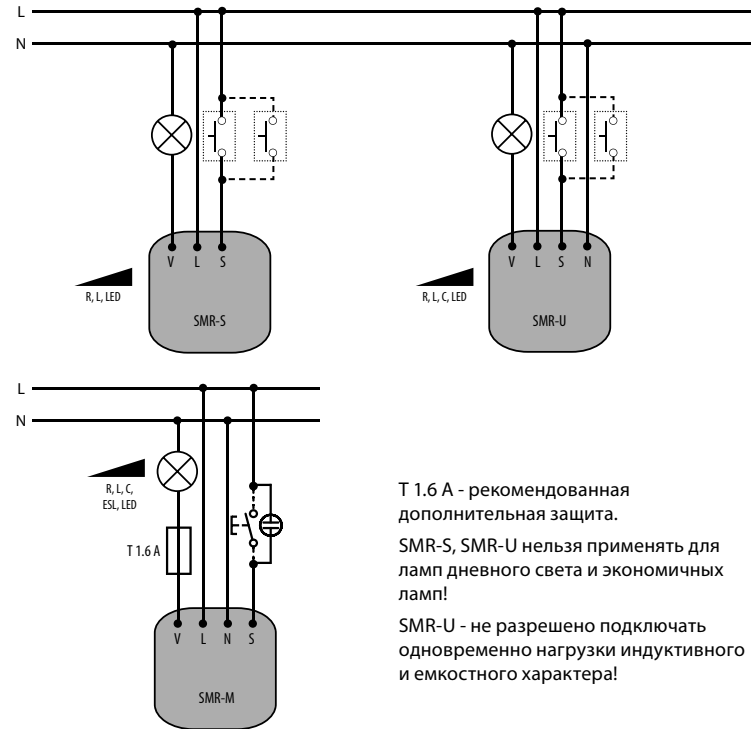 L
N
V L S
R, L, LED
SMR-S
V L S N
R, L, C, LED
SMR-U
L
N
R, L, C,
ESL, LED
T 1.6 A
V L N S
SMR-M
T 1.6 A - рекомендованная
дополнительная защита.
SMR-S, SMR-U нельзя применять для
ламп дневного света и экономичных
ламп!
SMR-U - не разрешено подключать
одновременно нагрузки индуктивного
и емкостного характера!